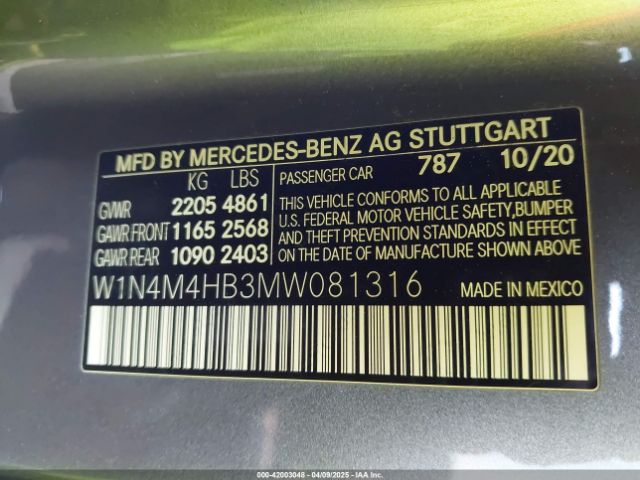 MFD BY MERCEDES-BENZ AG STUTTGART
KG LBS
GVWR 2205 4861
GAWR FRONT 1165 2568
GAWR REAR 1090 2403
PASSENGER CAR 787 10/20
THIS VEHICLE CONFORMS TO ALL APPLICABLE
U.S. FEDERAL MOTOR VEHICLE SAFETY,BUMPER
AND THEFT PREVENTION STANDARDS IN EFFECT
ON THE DATE OF MANUFACTURE SHOWN ABOVE.
W1N4M4HB3MW081316 MADE IN MEXICO
000-42003048 - 04/09/2025 - IAA Inc.